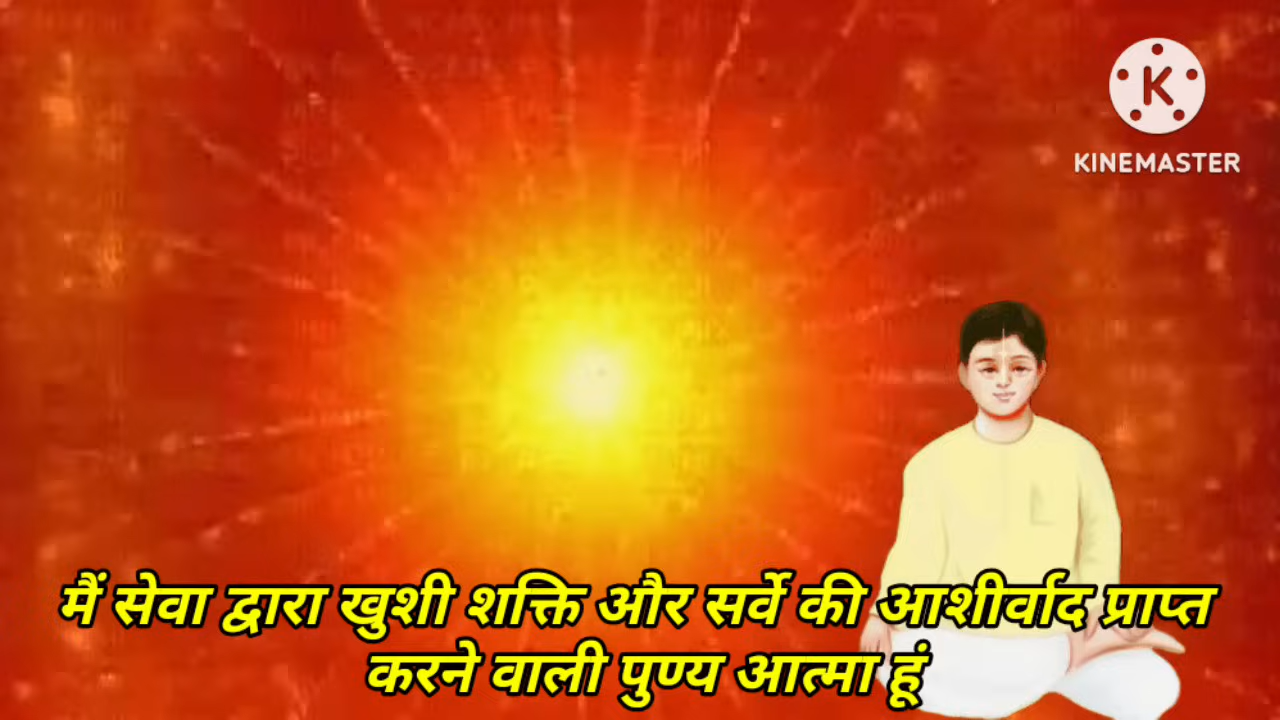 K
KINEMASTER
मैं सेवा द्वारा खुशी शक्ति और सर्वे की आशीर्वाद प्राप्त
करने वाली पुण्य आत्मा हूं